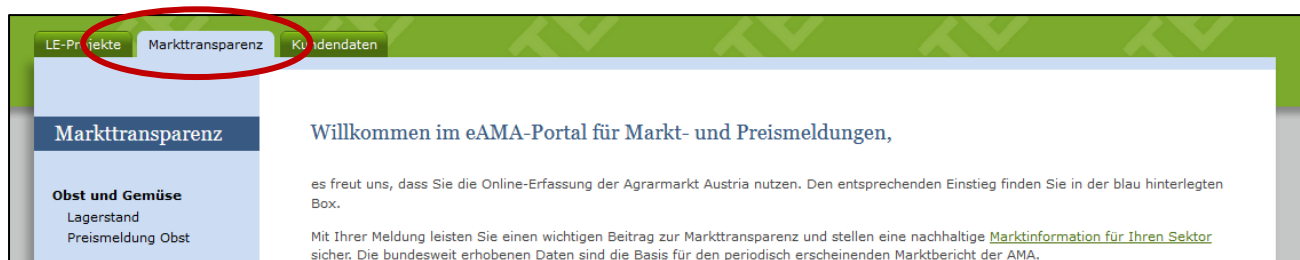 LE-Projekte Markttransparenz Kundendaten
Markttransparenz
Willkommen im eAMA-Portal für Markt- und Preismeldungen,
Obst und Gemüse
Lagerstand
Preismeldung Obst
es freut uns, dass Sie die Online-Erfassung der Agrarmarkt Austria nutzen. Den entsprechenden Einstieg finden Sie in der blau hinterlegten
Box.
Mit Ihrer Meldung leisten Sie einen wichtigen Beitrag zur Markttransparenz und stellen eine nachhaltige Marktinformation für Ihren Sektor
sicher. Die bundesweit erhobenen Daten sind die Basis für den periodisch erscheinenden Marktbericht der AMA.